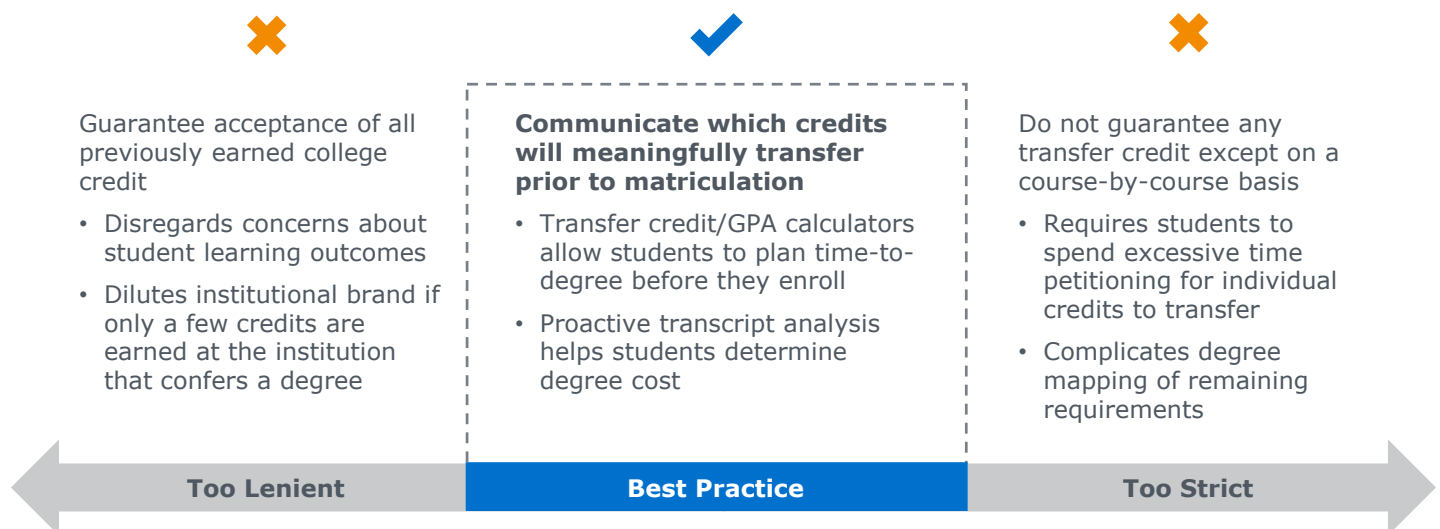 Guarantee acceptance of all
previously earned college
credit
• Disregards concerns about
student learning outcomes
• Dilutes institutional brand if
only a few credits are
earned at the institution
that confers a degree
Communicate which credits
will meaningfully transfer
prior to matriculation
• Transfer credit/GPA calculators
allow students to plan time-to-
degree before they enroll
• Proactive transcript analysis
helps students determine
degree cost
Do not guarantee any
transfer credit except on a
course-by-course basis
• Requires students to
spend excessive time
petitioning for individual
credits to transfer
• Complicates degree
mapping of remaining
requirements
Too Lenient
Best Practice
Too Strict